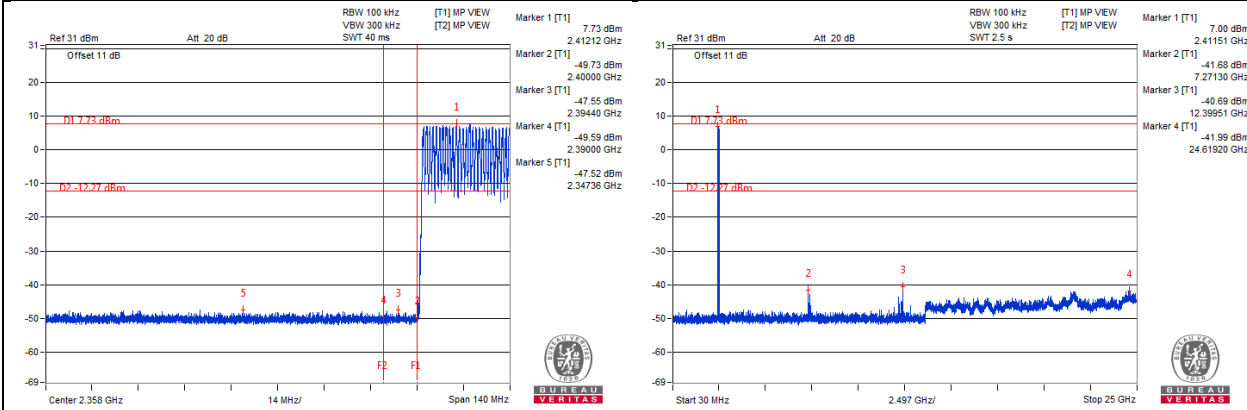 RBW 100 kHz [T1] MP VIEW
VBW 300 kHz [T2] MP VIEW
Ref 31 dBm Att 20 dB SWT 40 ms
Offset 11 dB
31
20
10
0
-10
-20
-30
-40
-50
-60
-69
D1 7.73 dBm
D2 -12.27 dBm
1
5
4
3
2
F2
F1
Center 2.358 GHz 14 MHz/ Span 140 MHz
Marker 1 [T1]
7.73 dBm
2.41212 GHz
Marker 2 [T1]
-49.73 dBm
2.40000 GHz
Marker 3 [T1]
-47.55 dBm
2.39440 GHz
Marker 4 [T1]
-49.59 dBm
2.39000 GHz
Marker 5 [T1]
-47.52 dBm
2.34736 GHz
1828
BUREAU
VERITAS
RBW 100 kHz [T1] MP VIEW
VBW 300 kHz [T2] MP VIEW
Ref 31 dBm Att 20 dB SWT 2.5 s
Offset 11 dB
31
20
10
0
-10
-20
-30
-40
-50
-60
-69
D1 7.73 dBm
D2 -12.27 dBm
1
2
3
4
Start 30 MHz 2.497 GHz/ Stop 25 GHz
Marker 1 [T1]
7.00 dBm
2.41151 GHz
Marker 2 [T1]
-41.68 dBm
7.27130 GHz
Marker 3 [T1]
-40.69 dBm
12.39951 GHz
Marker 4 [T1]
-41.99 dBm
24.61920 GHz
1828
BUREAU
VERITAS